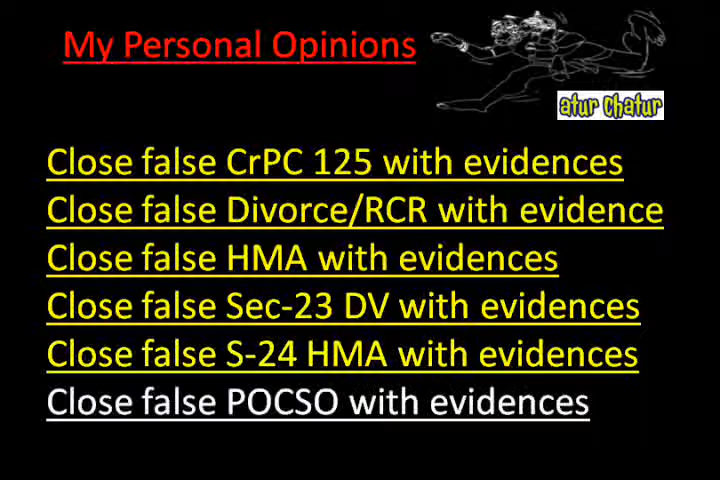 My Personal Opinions
atur chatur
Close false CrPC 125 with evidences
Close false Divorce/RCR with evidence
Close false HMA with evidences
Close false Sec-23 DV with evidences
Close false S-24 HMA with evidences
Close false POCSO with evidences